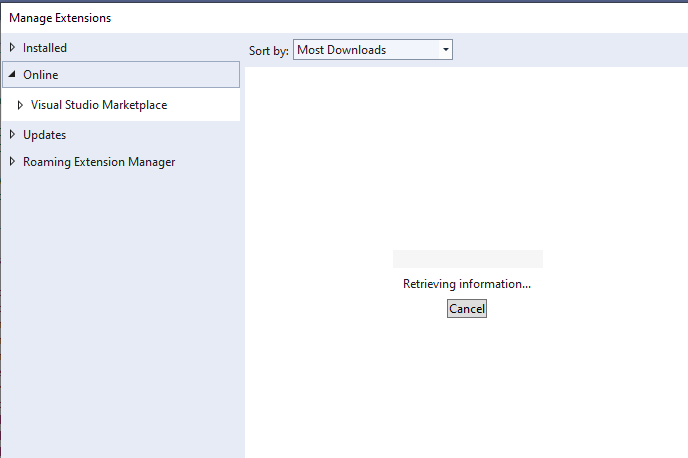 Manage Extensions
Installed
Sort by: Most Downloads
Online
Visual Studio Marketplace
Updates
Roaming Extension Manager
Retrieving information...
Cancel